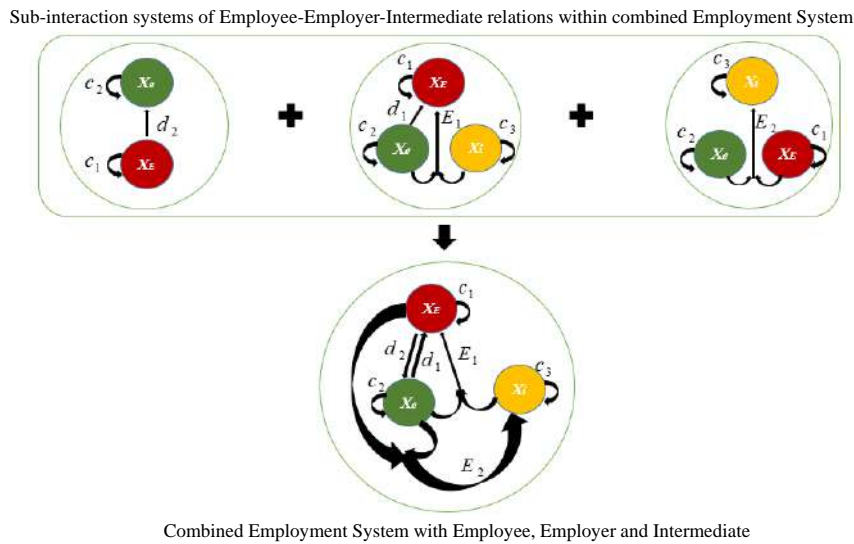 Sub-interaction systems of Employee-Employer-Intermediate relations within combined Employment System
c2 Xe
d2
c1 XE
c1 XE
d1 E1
c2 Xe
c3 Xi
c3 Xi
E2
c2 Xe
c1 XE
XE c1
d2 d1 E1
c2 Xe
Xi c3
E2
Combined Employment System with Employee, Employer and Intermediate